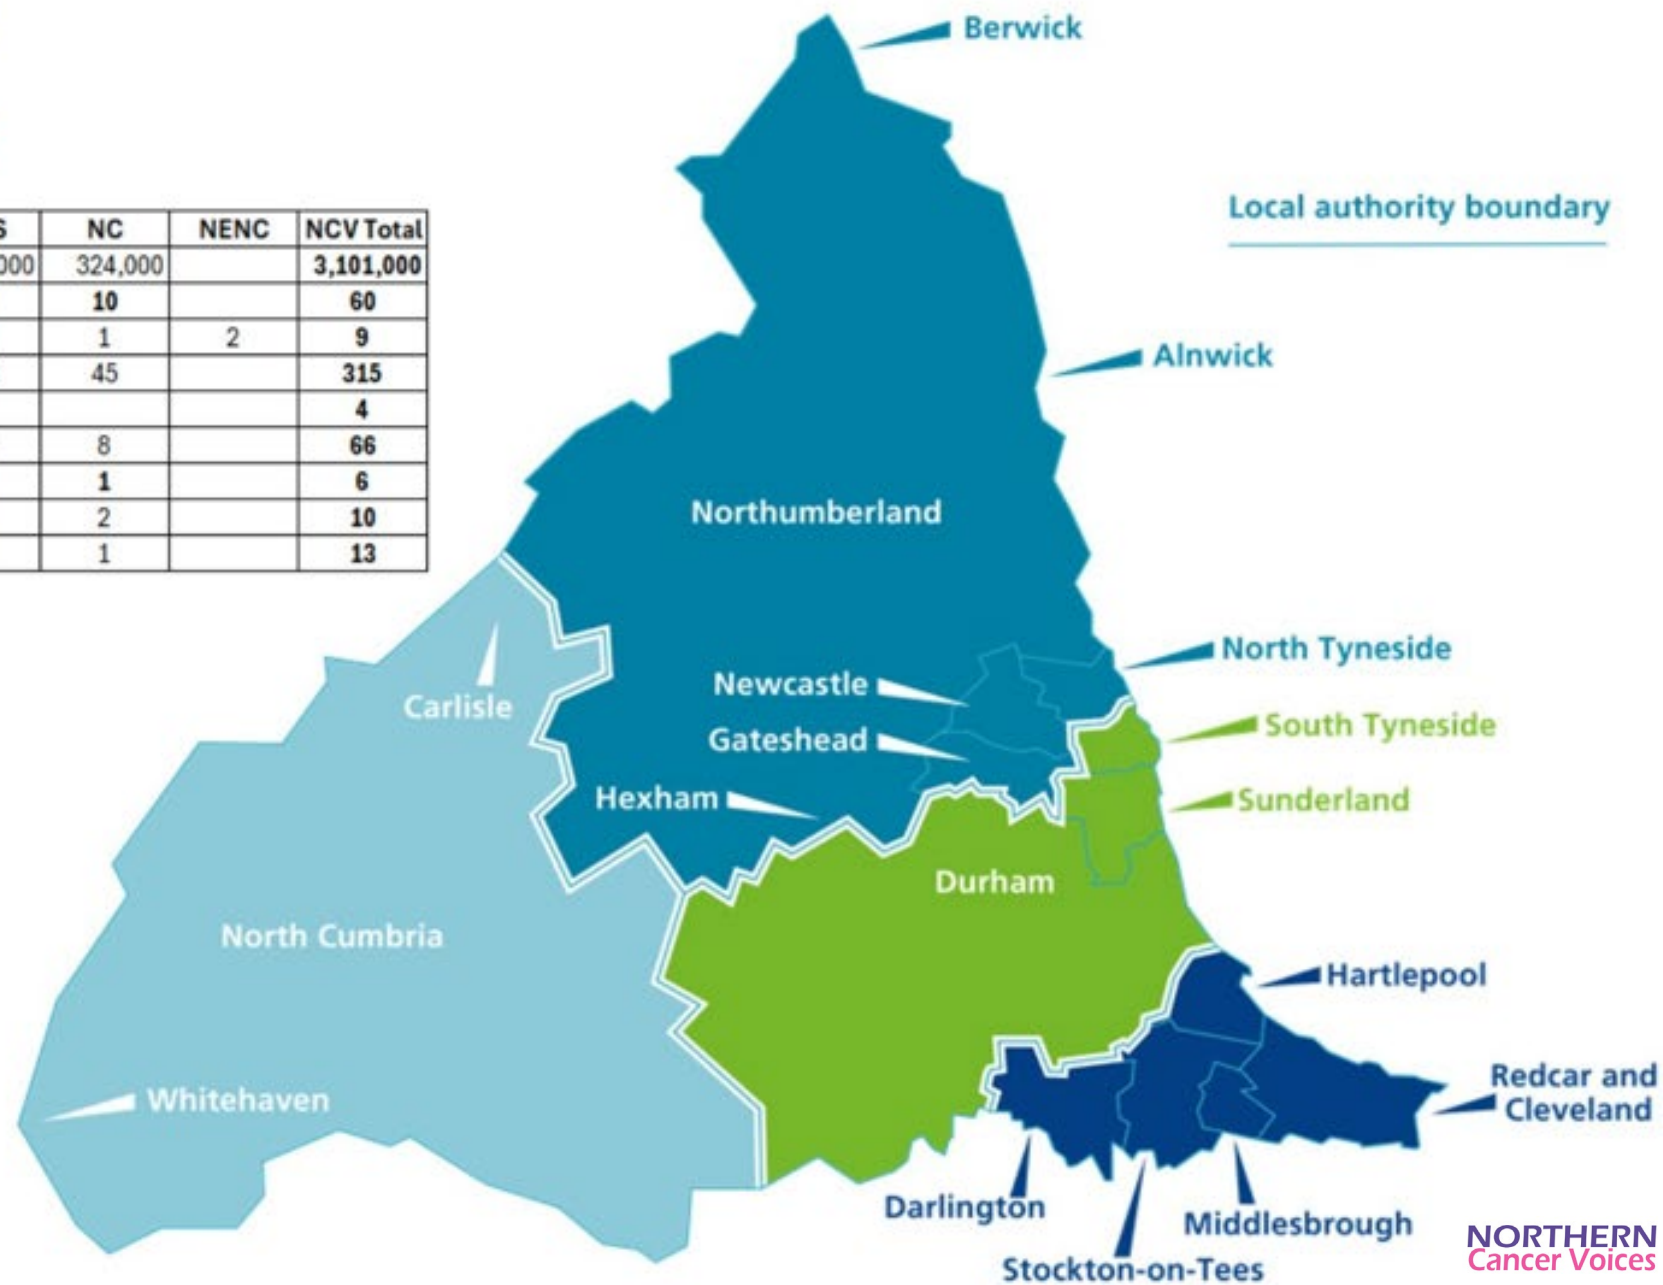 Berwick
Local authority boundary
S NC NENC NCV Total
000 324,000 3,101,000
10 60
1 2 9
45 315
4
8 66
1 6
2 10
1 13
Alnwick
Northumberland
North Tyneside
Newcastle
Carlisle
South Tyneside
Gateshead
Hexham
Sunderland
Durham
North Cumbria
Hartlepool
Redcar and
Cleveland
Whitehaven
Darlington
Middlesbrough
Stockton-on-Tees
NORTHERN
Cancer Voices